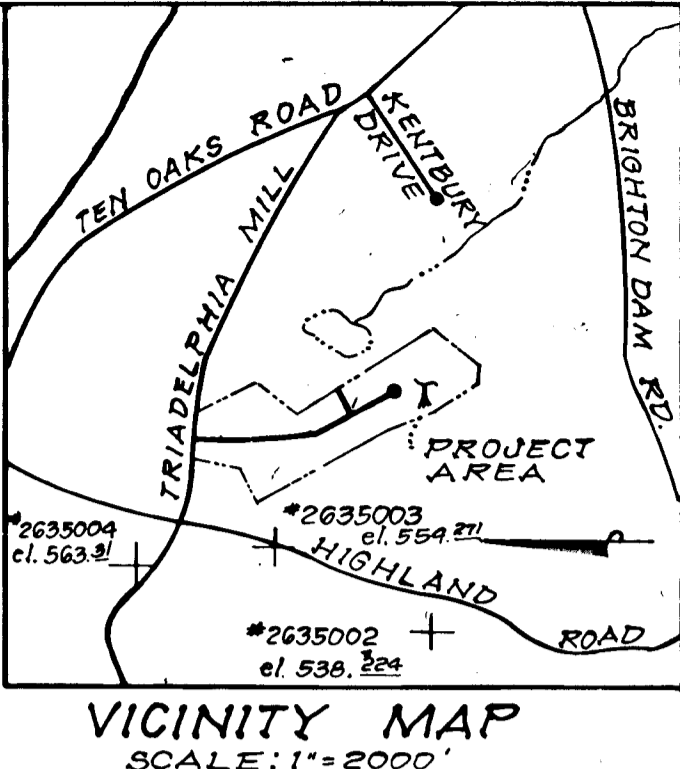 TEN OAKS ROAD
KENTBURY
DRIVE
BRIGHTON DAM RD.
TRIADELPHIA MILL
PROJECT
AREA
#2635004
el. 563.31
#2635003
el. 554.271
HIGHLAND ROAD
#2635002
el. 538.224
VICINITY MAP
SCALE: 1"=2000'